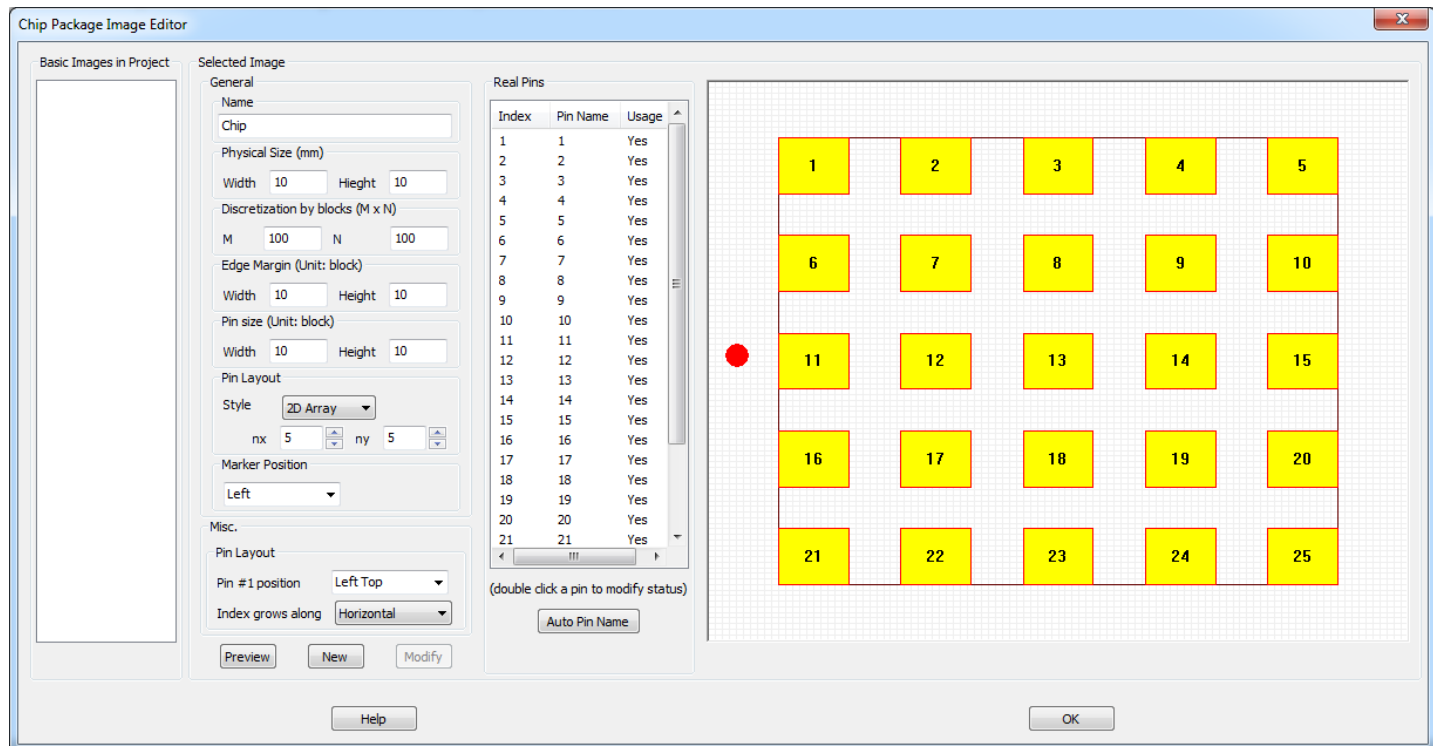 Chip Package Image Editor
x
Basic Images in Project
Selected Image
General
Name
Chip
Physical Size (mm)
Width 10 Hieght 10
Discretization by blocks (M x N)
M 100 N 100
Edge Margin (Unit: block)
Width 10 Height 10
Pin size (Unit: block)
Width 10 Height 10
Pin Layout
Style 2D Array
nx 5 ny 5
Marker Position
Left
Misc.
Pin Layout
Pin #1 position Left Top
Index grows along Horizontal
Preview New Modify
Real Pins
Index Pin Name Usage
1 1 Yes
2 2 Yes
3 3 Yes
4 4 Yes
5 5 Yes
6 6 Yes
7 7 Yes
8 8 Yes
9 9 Yes
10 10 Yes
11 11 Yes
12 12 Yes
13 13 Yes
14 14 Yes
15 15 Yes
16 16 Yes
17 17 Yes
18 18 Yes
19 19 Yes
20 20 Yes
21 21 Yes
(double click a pin to modify status)
Auto Pin Name
1 2 3 4 5
6 7 8 9 10
11 12 13 14 15
16 17 18 19 20
21 22 23 24 25
Help
OK